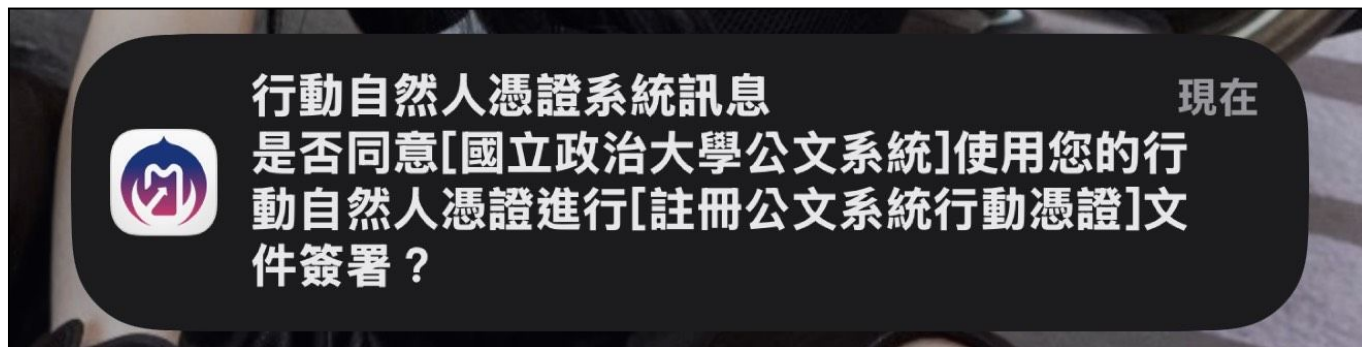 行動自然人憑證系統訊息
現在
是否同意[國立政治大學公文系統]使用您的行
動自然人憑證進行[註冊公文系統行動憑證]文
件簽署？